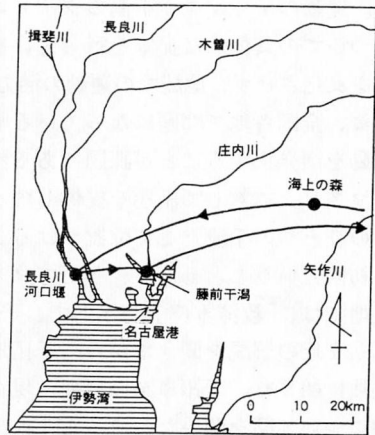 揖斐川
長良川
木曽川
庄内川
海上の森
矢作川
長良川
河口堰
藤前干潟
名古屋港
伊勢湾
0 10 20km